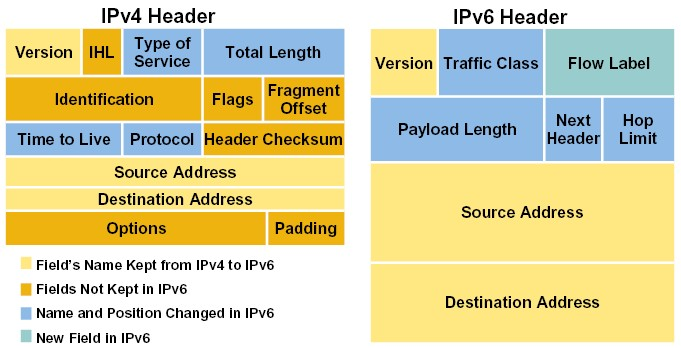 IPv4 Header
Version IHL Type of Service Total Length
Identification Flags Fragment Offset
Time to Live Protocol Header Checksum
Source Address
Destination Address
Options Padding
Field's Name Kept from IPv4 to IPv6
Fields Not Kept in IPv6
Name and Position Changed in IPv6
New Field in IPv6
IPv6 Header
Version Traffic Class Flow Label
Payload Length Next Header Hop Limit
Source Address
Destination Address